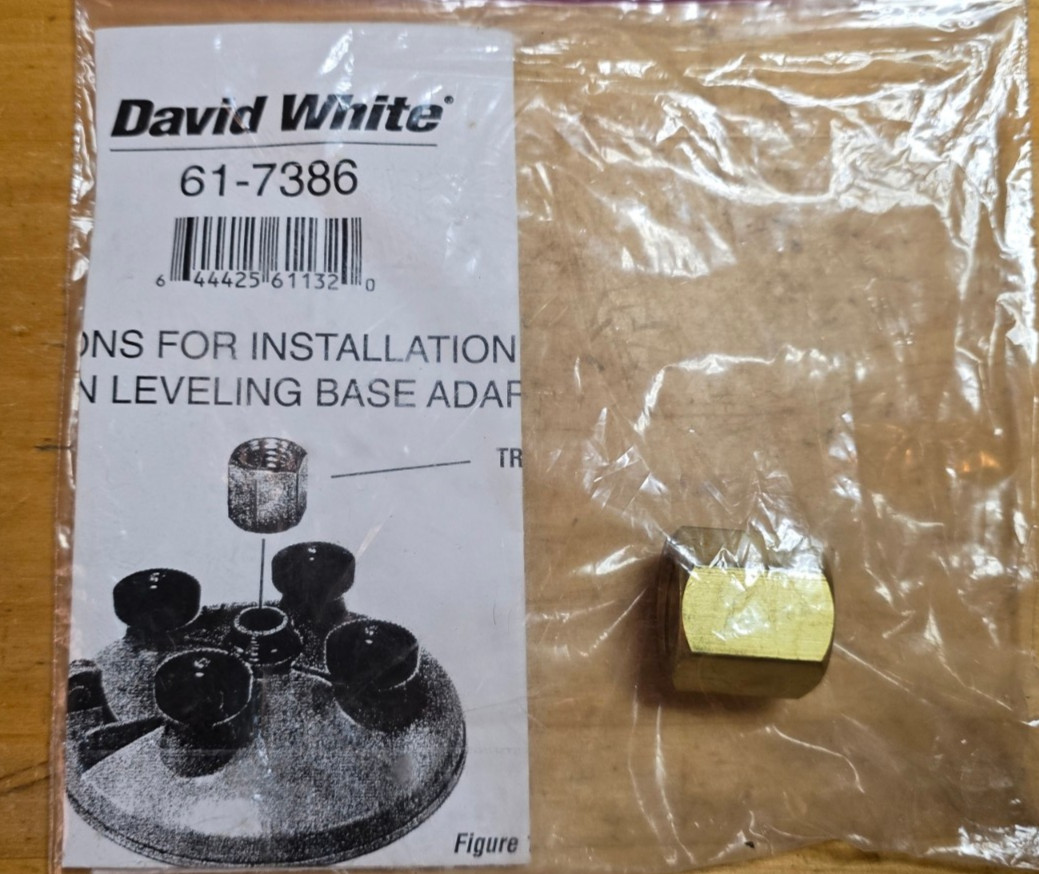 David White®
61-7386
6 44425 61132 0
ONS FOR INSTALLATION
N LEVELING BASE ADAP
TR
Figure